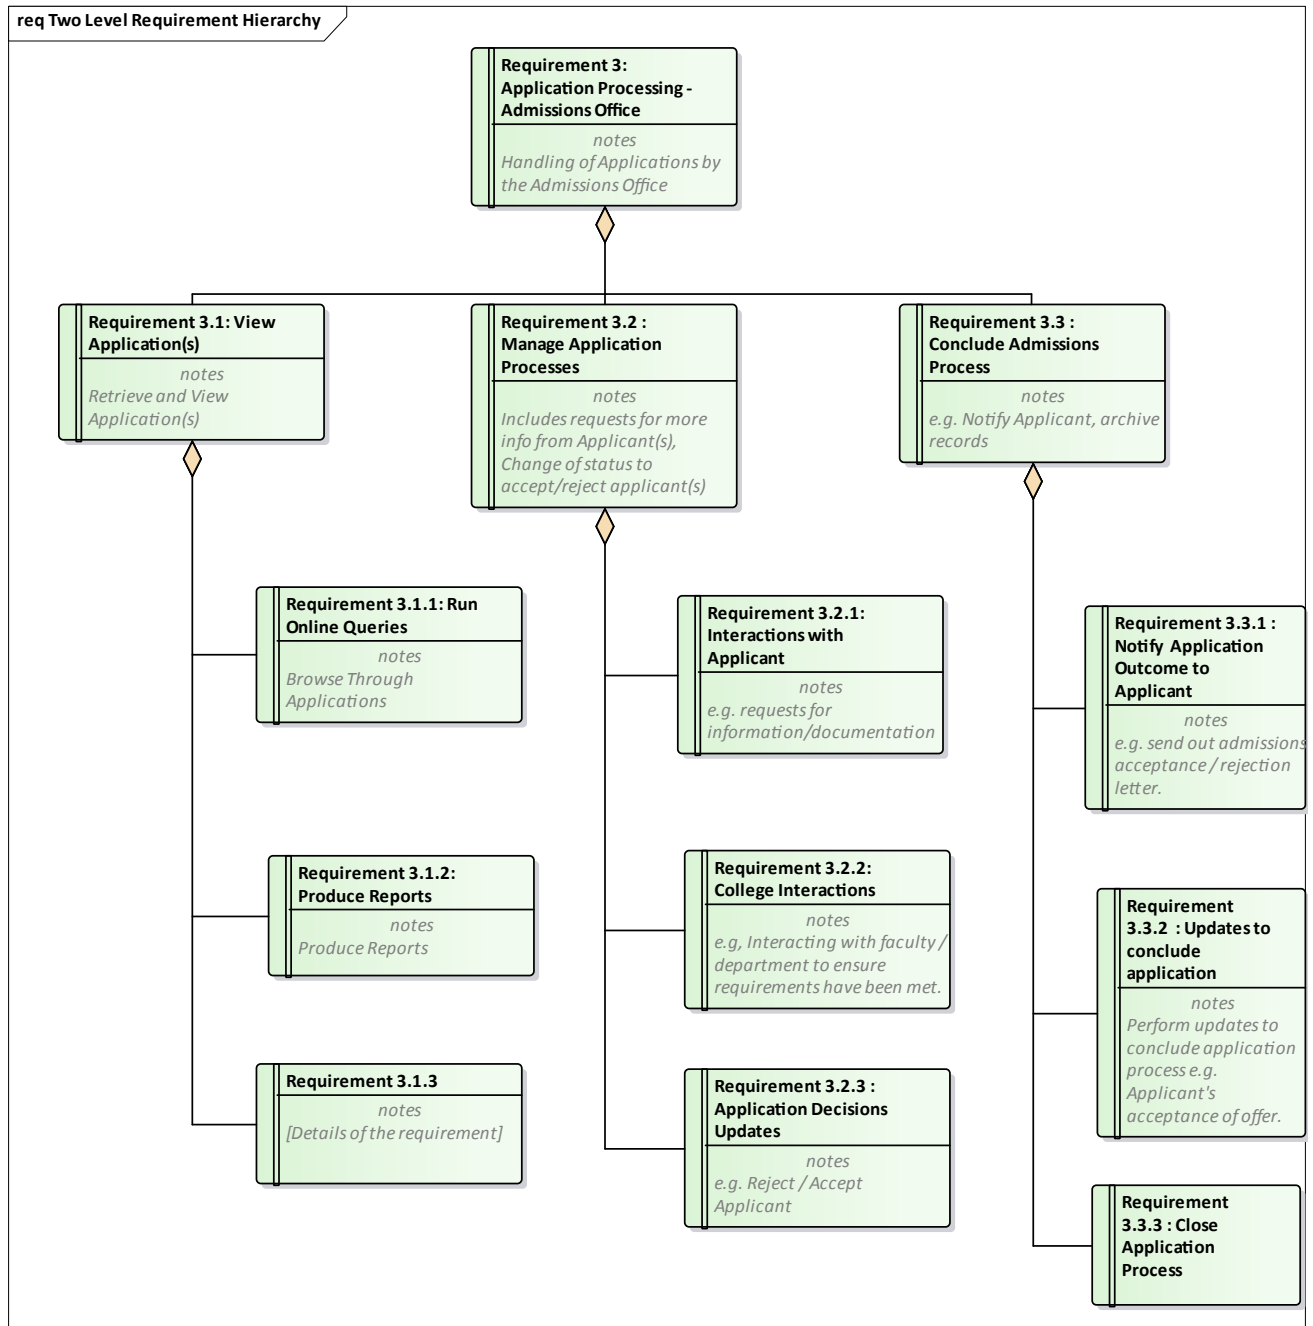 req Two Level Requirement Hierarchy
Requirement 3:
Application Processing -
Admissions Office
notes
Handling of Applications by
the Admissions Office
Requirement 3.1: View
Application(s)
notes
Retrieve and View
Application(s)
Requirement 3.2 :
Manage Application
Processes
notes
Includes requests for more
info from Applicant(s),
Change of status to
accept/reject applicant(s)
Requirement 3.3 :
Conclude Admissions
Process
notes
e.g. Notify Applicant, archive
records
Requirement 3.1.1: Run
Online Queries
notes
Browse Through
Applications
Requirement 3.2.1:
Interactions with
Applicant
notes
e.g. requests for
information/documentation
Requirement 3.3.1 :
Notify Application
Outcome to
Applicant
notes
e.g. send out admissions
acceptance / rejection
letter.
Requirement 3.1.2:
Produce Reports
notes
Produce Reports
Requirement 3.2.2:
College Interactions
notes
e.g, Interacting with faculty /
department to ensure
requirements have been met.
Requirement
3.3.2 : Updates to
conclude
application
notes
Perform updates to
conclude application
process e.g.
Applicant's
acceptance of offer.
Requirement 3.1.3
notes
[Details of the requirement]
Requirement 3.2.3 :
Application Decisions
Updates
notes
e.g. Reject / Accept
Applicant
Requirement
3.3.3 : Close
Application
Process